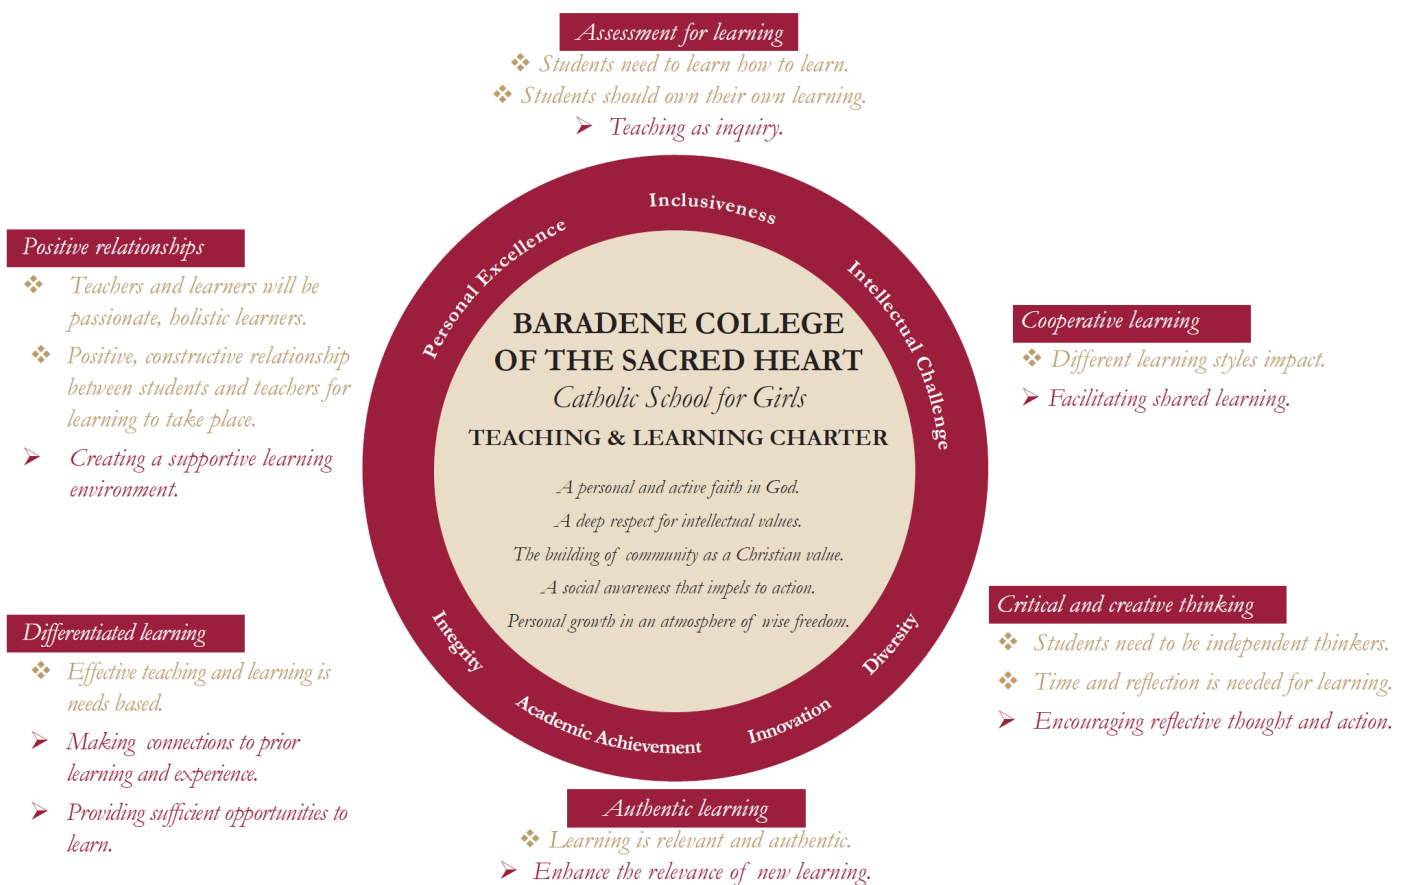 Assessment for learning
❖ Students need to learn how to learn.
❖ Students should own their own learning.
➢ Teaching as inquiry.
Positive relationships
❖ Teachers and learners will be
passionate, holistic learners.
❖ Positive, constructive relationship
between students and teachers for
learning to take place.
➢ Creating a supportive learning
environment.
Differentiated learning
❖ Effective teaching and learning is
needs based.
➢ Making connections to prior
learning and experience.
➢ Providing sufficient opportunities to
learn.
Personal Excellence
Inclusiveness
Intellectual Challenge
BARADENE COLLEGE
OF THE SACRED HEART
Catholic School for Girls
TEACHING & LEARNING CHARTER
A personal and active faith in God.
A deep respect for intellectual values.
The building of community as a Christian value.
A social awareness that impels to action.
Personal growth in an atmosphere of wise freedom.
Integrity
Academic Achievement
Innovation
Diversity
Cooperative learning
❖ Different learning styles impact.
➢ Facilitating shared learning.
Critical and creative thinking
❖ Students need to be independent thinkers.
❖ Time and reflection is needed for learning.
➢ Encouraging reflective thought and action.
Authentic learning
❖ Learning is relevant and authentic.
➢ Enhance the relevance of new learning.